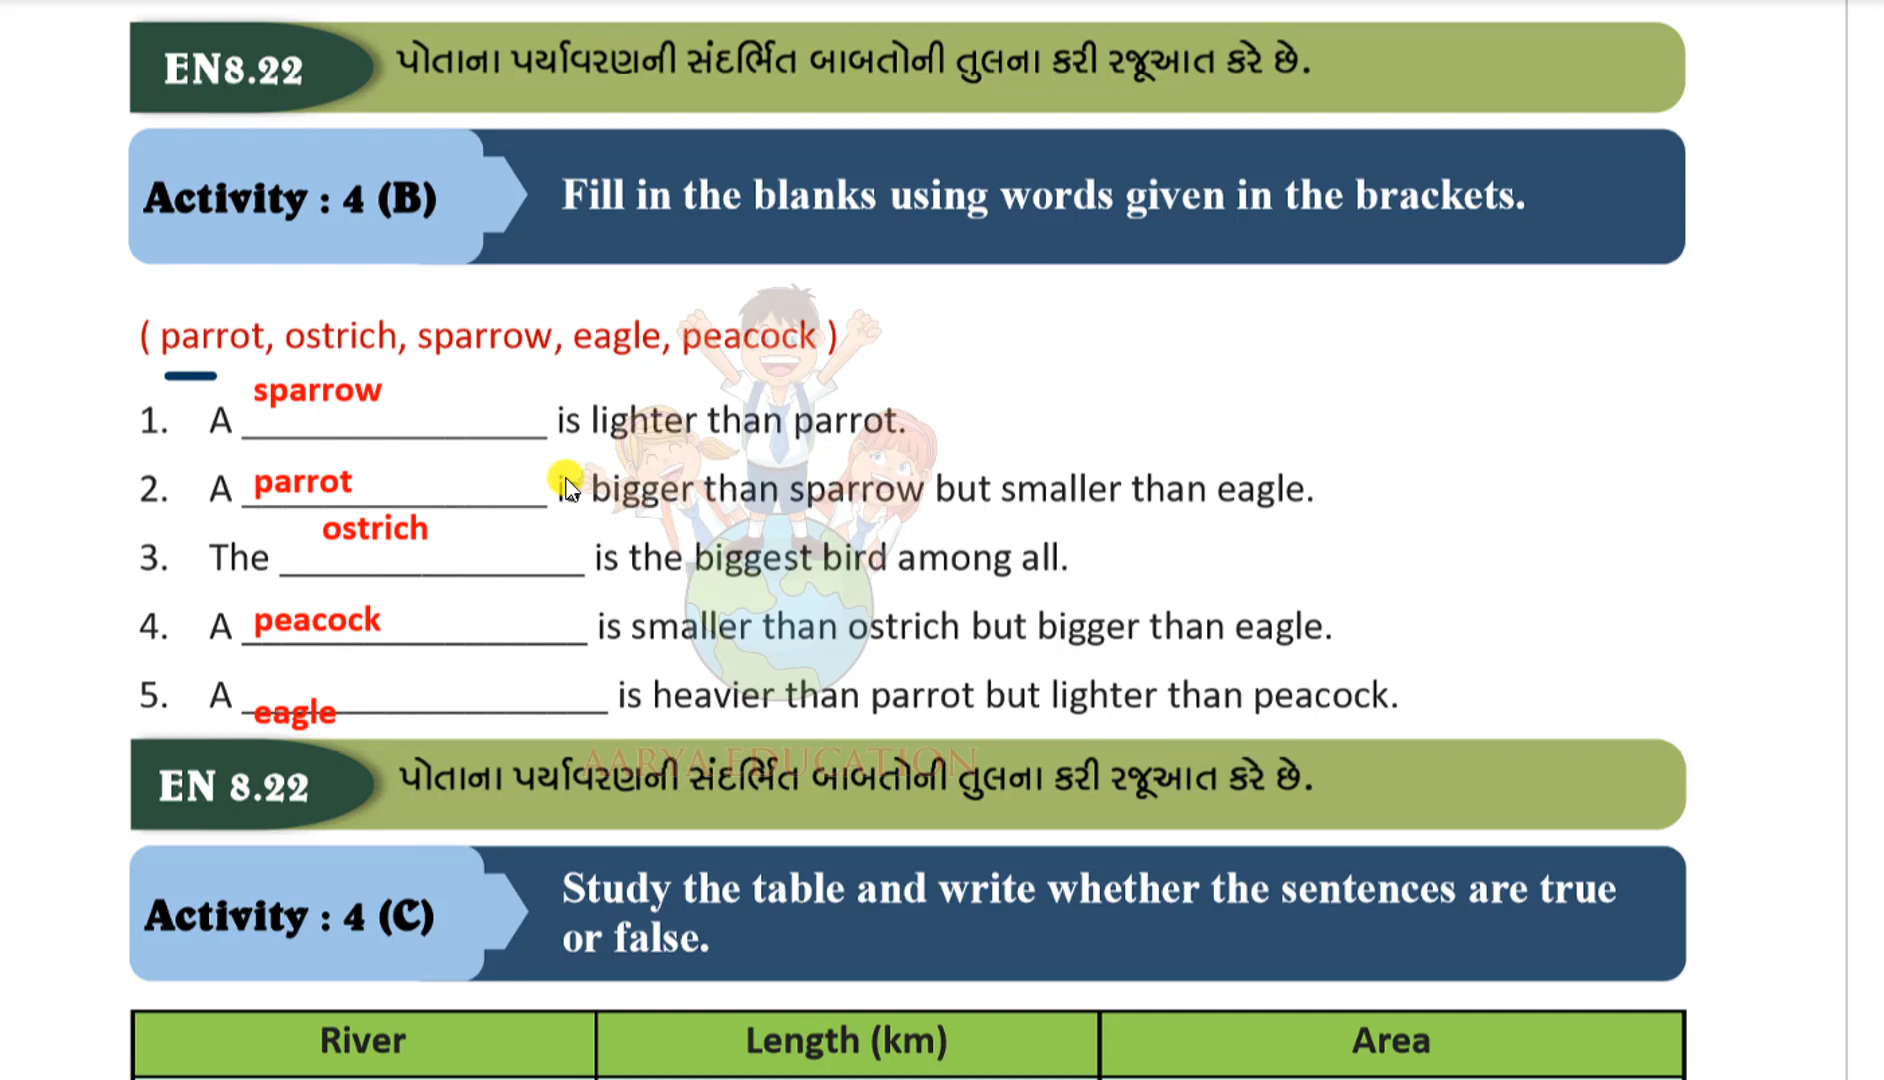 EN8.22 પોતાના પર્યાવરણની સંદર્ભિત બાબતોની તુલના કરી રજૂઆત કરે છે.
Activity : 4 (B) Fill in the blanks using words given in the brackets.
( parrot, ostrich, sparrow, eagle, peacock )
1. A sparrow is lighter than parrot.
2. A parrot is bigger than sparrow but smaller than eagle.
3. The ostrich is the biggest bird among all.
4. A peacock is smaller than ostrich but bigger than eagle.
5. A eagle is heavier than parrot but lighter than peacock.
AARYA EDUCATION
EN 8.22 પોતાના પર્યાવરણની સંદર્ભિત બાબતોની તુલના કરી રજૂઆત કરે છે.
Activity : 4 (C) Study the table and write whether the sentences are true
or false.
River Length (km) Area